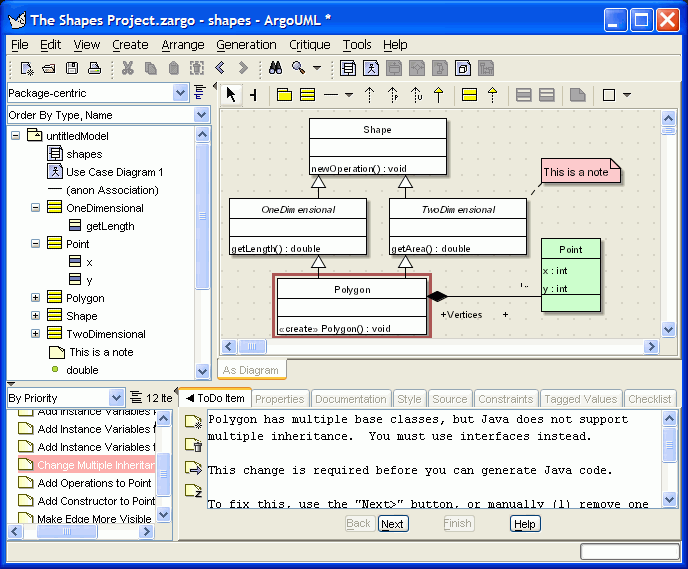 The Shapes Project.zargo - shapes - ArgoUML *
File Edit View Create Arrange Generation Critique Tools Help
Package-centric
Order By Type, Name
untitledModel
shapes
Use Case Diagram 1
(anon Association)
OneDimensional
getLength
Point
x
y
Polygon
Shape
TwoDimensional
This is a note
double
Shape
newOperation() : void
This is a note
OneDimensional
getLength() : double
TwoDimensional
getArea() : double
Point
x : int
y : int
Polygon
«create» Polygon() : void
+Vertices +
1..*
As Diagram
By Priority
12 Ite
Add Instance Variables
Add Instance Variables f
Add Instance Variables f
Change Multiple Inheritan
Add Operations to Point
Add Constructor to Point
Make Edge More Visible
ToDo Item Properties Documentation Style Source Constraints Tagged Values Checklist
Polygon has multiple base classes, but Java does not support
multiple inheritance. You must use interfaces instead.
This change is required before you can generate Java code.
To fix this, use the "Next>" button, or manually (1) remove one
Back Next Finish Help